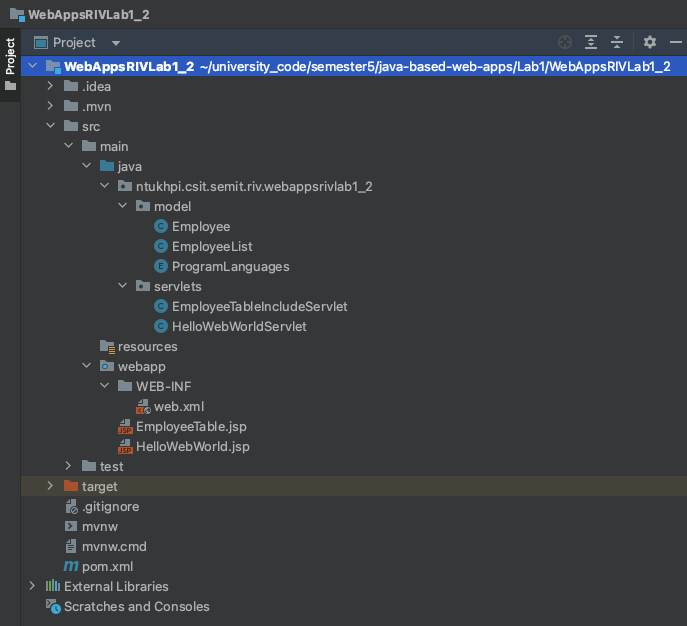 WebAppsRIVLab1_2
Project
Project
WebAppsRIVLab1_2 ~/university_code/semester5/java-based-web-apps/Lab1/WebAppsRIVLab1_2
.idea
.mvn
src
main
java
ntukhpi.csit.semit.riv.webappsrivlab1_2
model
C Employee
C EmployeeList
E ProgramLanguages
servlets
C EmployeeTableIncludeServlet
C HelloWebWorldServlet
resources
webapp
WEB-INF
web.xml
JSP EmployeeTable.jsp
JSP HelloWebWorld.jsp
test
target
.gitignore
mvnw
mvnw.cmd
m pom.xml
External Libraries
Scratches and Consoles